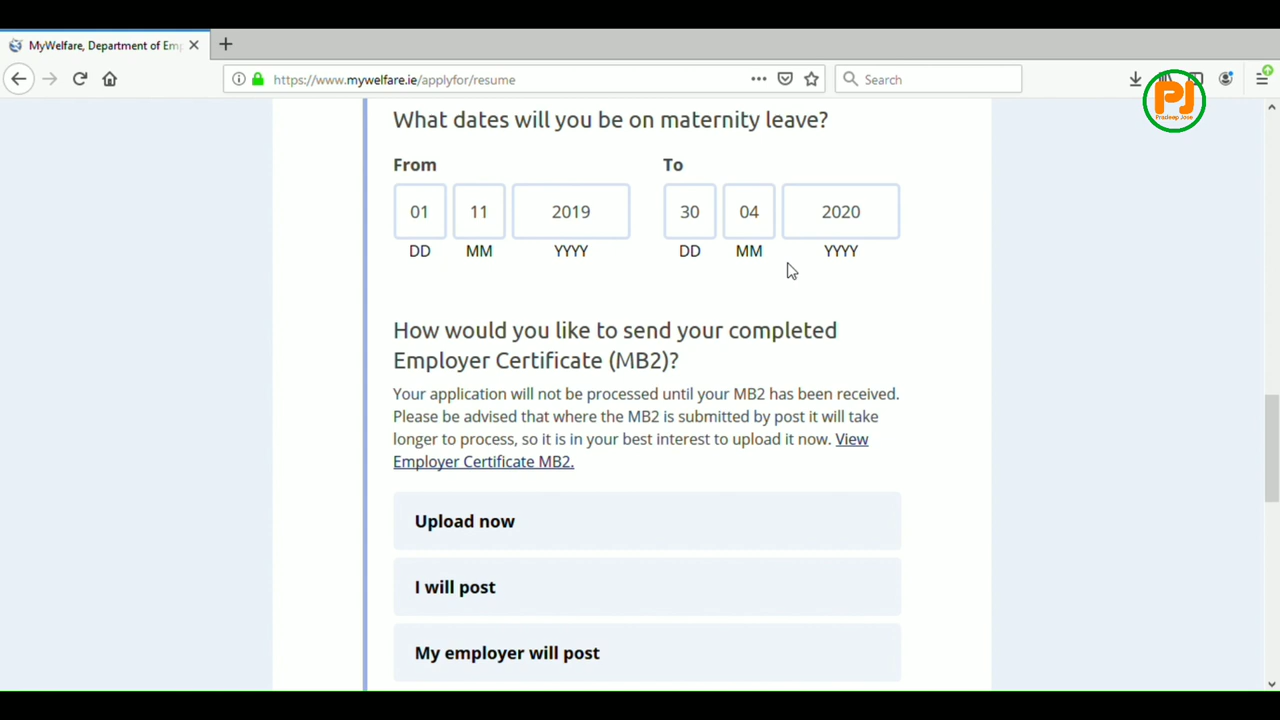 MyWelfare, Department of Em
https://www.mywelfare.ie/applyfor/resume
Search
PJ
Pradeep Jose
What dates will you be on maternity leave?
From To
01 11 2019 30 04 2020
DD MM YYYY DD MM YYYY
How would you like to send your completed
Employer Certificate (MB2)?
Your application will not be processed until your MB2 has been received.
Please be advised that where the MB2 is submitted by post it will take
longer to process, so it is in your best interest to upload it now. View
Employer Certificate MB2.
Upload now
I will post
My employer will post